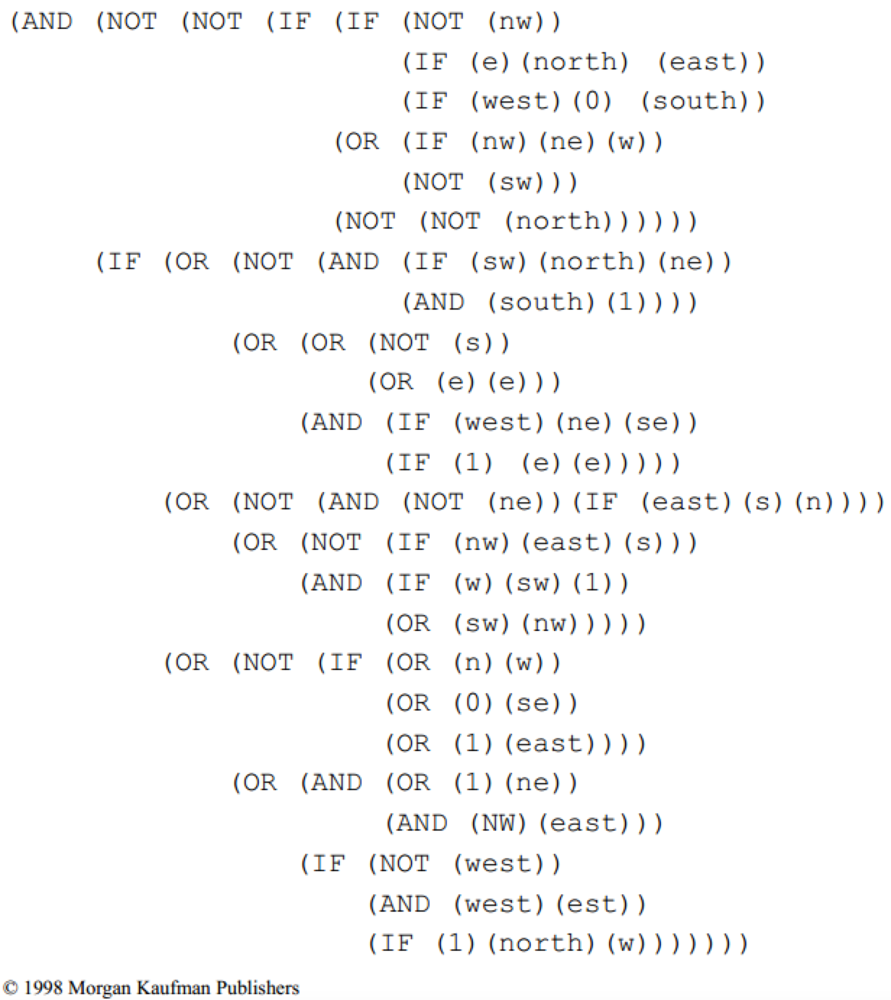 (AND (NOT (NOT (IF (IF (NOT (nw))
(IF (e)(north) (east))
(IF (west)(0) (south))
(OR (IF (nw)(ne)(w))
(NOT (sw)))
(NOT (NOT (north))))))
(IF (OR (NOT (AND (IF (sw)(north)(ne))
(AND (south)(1))))
(OR (OR (NOT (s))
(OR (e)(e)))
(AND (IF (west)(ne)(se))
(IF (1) (e)(e)))))
(OR (NOT (AND (NOT (ne))(IF (east)(s)(n))))
(OR (NOT (IF (nw)(east)(s)))
(AND (IF (w)(sw)(1))
(OR (sw)(nw)))))
(OR (NOT (IF (OR (n)(w))
(OR (0)(se))
(OR (1)(east))))
(OR (AND (OR (1)(ne))
(AND (NW)(east)))
(IF (NOT (west))
(AND (west)(est))
(IF (1)(north)(w)))))))
© 1998 Morgan Kaufman Publishers